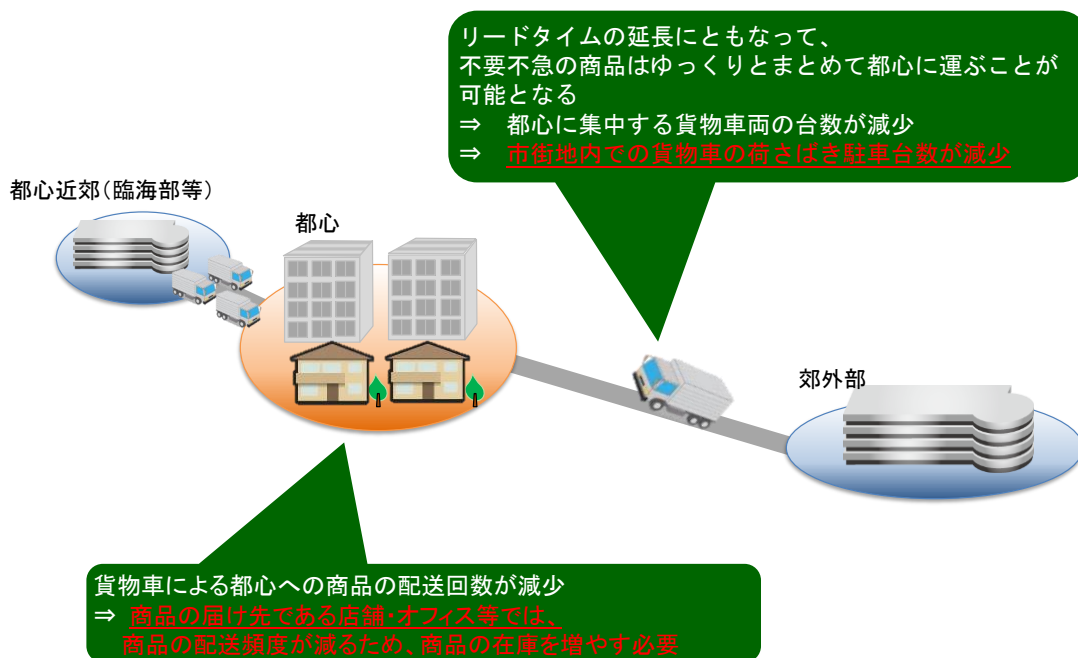 リードタイムの延長にともなって、
不要不急の商品はゆっくりとまとめて都心に運ぶことが
可能となる
⇒　都心に集中する貨物車両の台数が減少
⇒　市街地内での貨物車の荷さばき駐車台数が減少
都心近郊(臨海部等)
都心
郊外部
貨物車による都心への商品の配送回数が減少
⇒ 商品の届け先である店舗・オフィス等では、
商品の配送頻度が減るため、商品の在庫を増やす必要